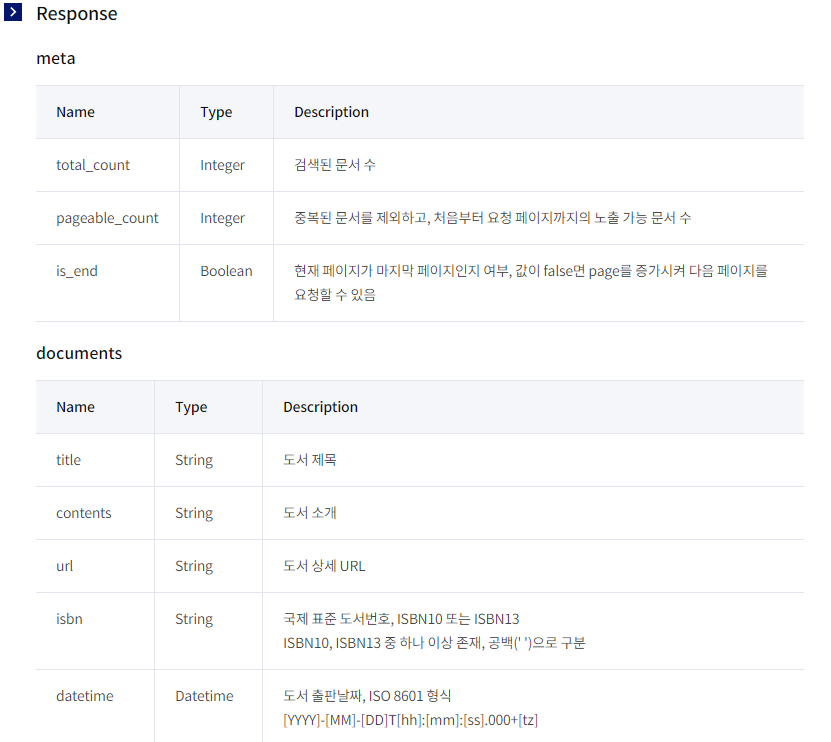 Response
meta
Name Type Description
total_count Integer 검색된 문서 수
pageable_count Integer 중복된 문서를 제외하고, 처음부터 요청 페이지까지의 노출 가능 문서 수
is_end Boolean 현재 페이지가 마지막 페이지인지 여부, 값이 false면 page를 증가시켜 다음 페이지를
요청할 수 있음
documents
Name Type Description
title String 도서 제목
contents String 도서 소개
url String 도서 상세 URL
isbn String 국제 표준 도서번호, ISBN10 또는 ISBN13
ISBN10, ISBN13 중 하나 이상 존재, 공백(' ')으로 구분
datetime Datetime 도서 출판날짜, ISO 8601 형식
[YYYY]-[MM]-[DD]T[hh]:[mm]:[ss].000+[tz]